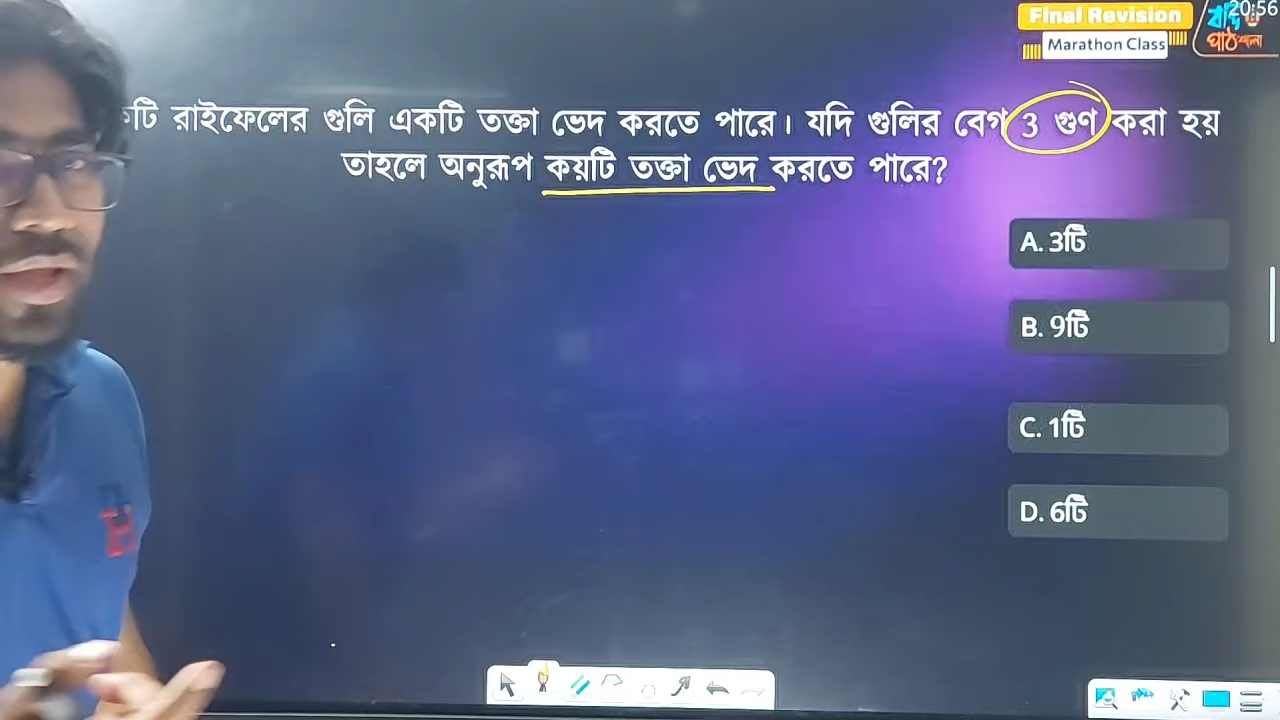 Final Revision
20:56
Marathon Class
পাঠশালা
রাইফেলের গুলি একটি তক্তা ভেদ করতে পারে। যদি গুলির বেগ 3 গুণ করা হয়
তাহলে অনুরূপ কয়টি তক্তা ভেদ করতে পারে?
A. 3টি
B. 9টি
C. 1টি
D. 6টি
H